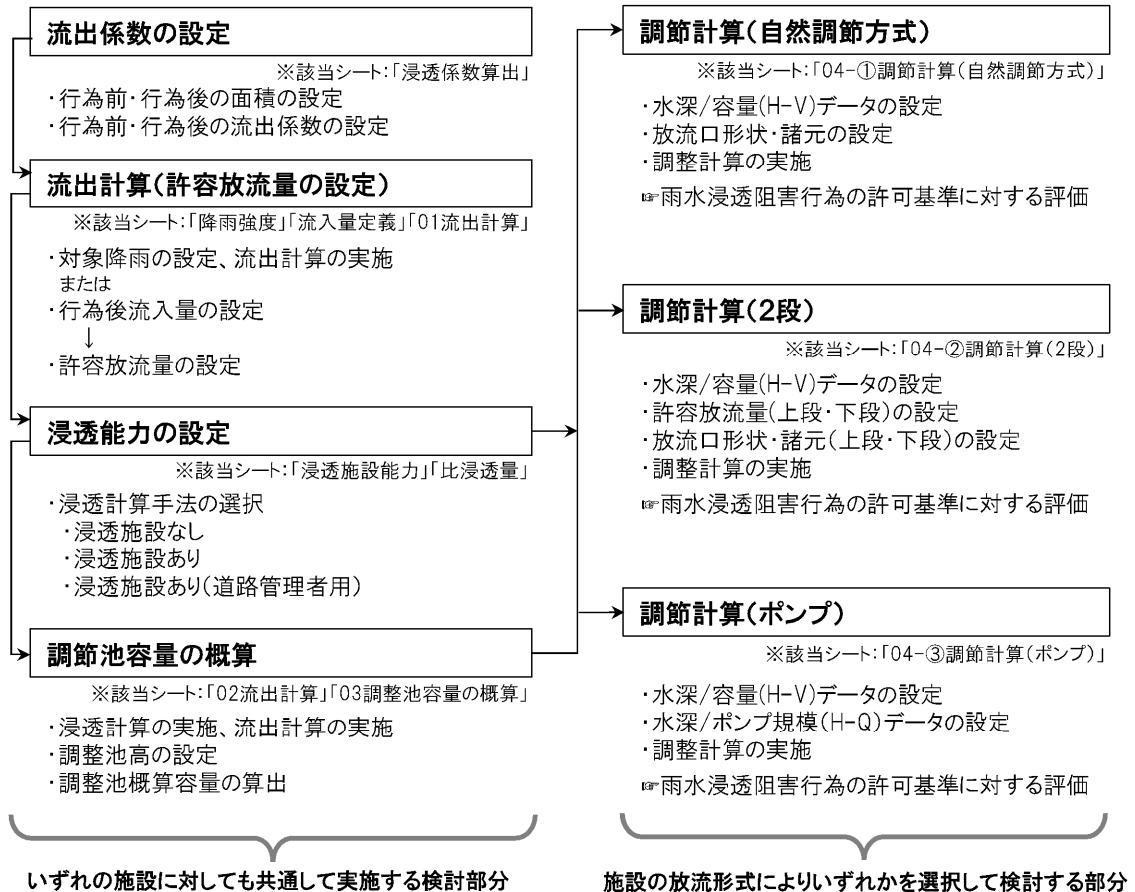 流出係数の設定
※該当シート：「浸透係数算出」
・行為前・行為後の面積の設定
・行為前・行為後の流出係数の設定
流出計算（許容放流量の設定）
※該当シート：「降雨強度」「流入量定義」「01流出計算」
・対象降雨の設定、流出計算の実施
または
・行為後流入量の設定
↓
・許容放流量の設定
浸透能力の設定
※該当シート：「浸透施設能力」「比浸透量」
・浸透計算手法の選択
・浸透施設なし
・浸透施設あり
・浸透施設あり（道路管理者用）
調節池容量の概算
※該当シート：「02流出計算」「03調整池容量の概算」
・浸透計算の実施、流出計算の実施
・調整池高の設定
・調整池概算容量の算出
いずれの施設に対しても共通して実施する検討部分
調節計算（自然調節方式）
※該当シート：「04-①調節計算（自然調節方式）」
・水深/容量(H-V)データの設定
・放流口形状・諸元の設定
・調整計算の実施
☞雨水浸透阻害行為の許可基準に対する評価
調節計算（2段）
※該当シート：「04-②調節計算（2段）」
・水深/容量(H-V)データの設定
・許容放流量（上段・下段）の設定
・放流口形状・諸元（上段・下段）の設定
・調整計算の実施
☞雨水浸透阻害行為の許可基準に対する評価
調節計算（ポンプ）
※該当シート：「04-③調節計算（ポンプ）」
・水深/容量(H-V)データの設定
・水深/ポンプ規模(H-Q)データの設定
・調整計算の実施
☞雨水浸透阻害行為の許可基準に対する評価
施設の放流形式によりいずれかを選択して検討する部分